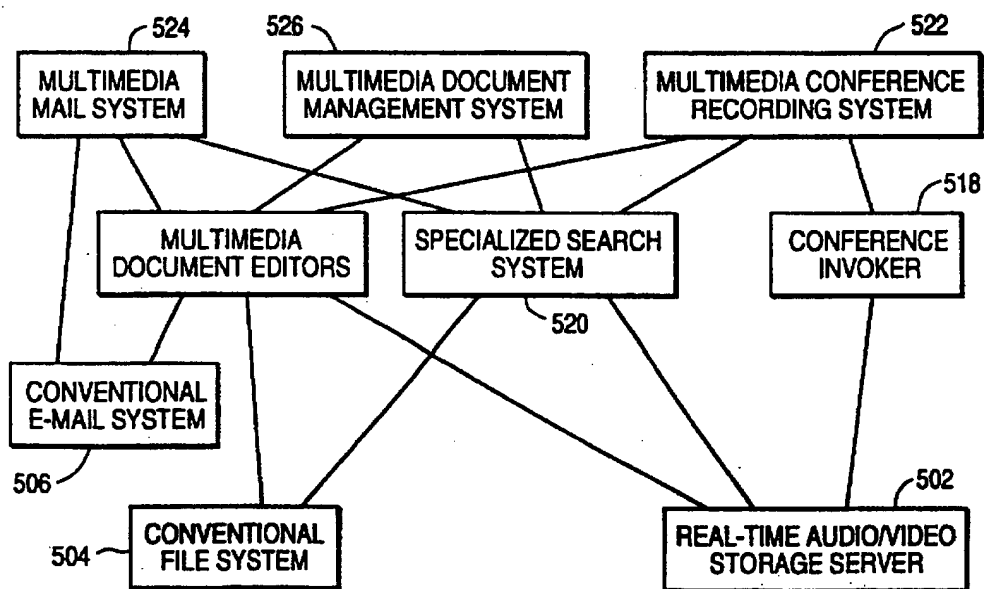 524
526
522
MULTIMEDIA
MAIL SYSTEM
MULTIMEDIA DOCUMENT
MANAGEMENT SYSTEM
MULTIMEDIA CONFERENCE
RECORDING SYSTEM
518
MULTIMEDIA
DOCUMENT EDITORS
SPECIALIZED SEARCH
SYSTEM
CONFERENCE
INVOKER
520
CONVENTIONAL
E-MAIL SYSTEM
506
502
504
CONVENTIONAL
FILE SYSTEM
REAL-TIME AUDIO/VIDEO
STORAGE SERVER